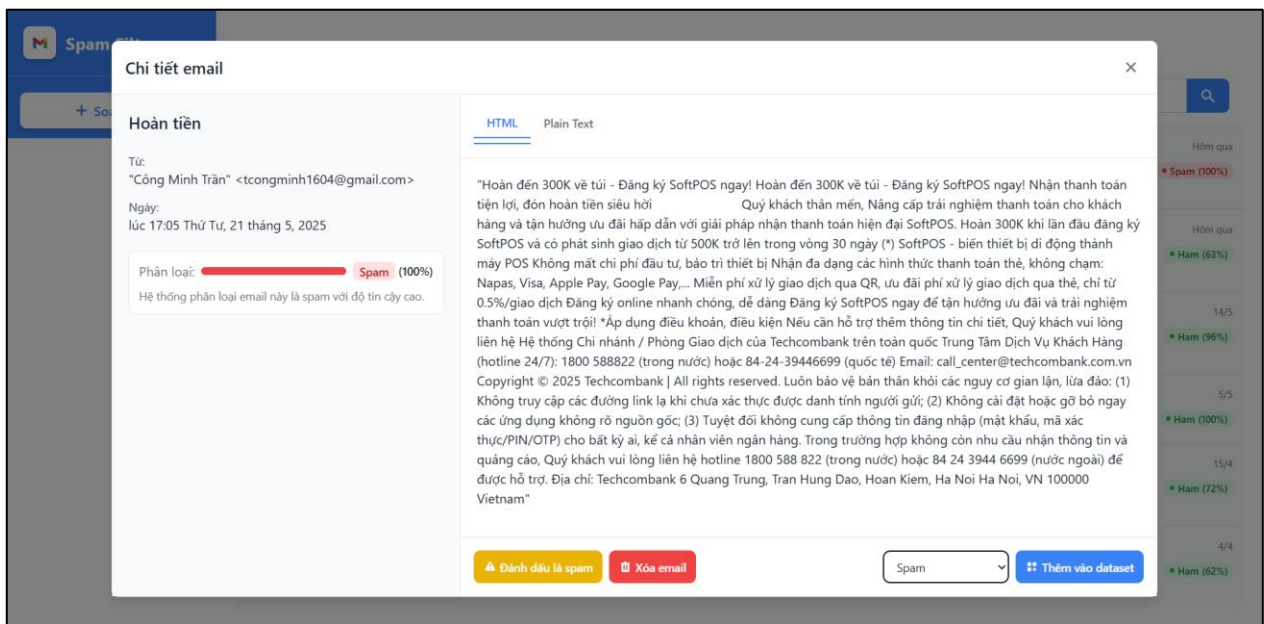 Spam
+ Soạ
Chi tiết email
×
Hoàn tiền
Từ:
"Công Minh Trần" <tcongminh1604@gmail.com>
Ngày:
lúc 17:05 Thứ Tư, 21 tháng 5, 2025
Phân loại: Spam (100%)
Hệ thống phân loại email này là spam với độ tin cậy cao.
HTML Plain Text
"Hoàn đến 300K về túi - Đăng ký SoftPOS ngay! Hoàn đến 300K về túi - Đăng ký SoftPOS ngay! Nhận thanh toán
tiện lợi, đón hoàn tiền siêu hời Quý khách thân mến, Nâng cấp trải nghiệm thanh toán cho khách
hàng và tận hưởng ưu đãi hấp dẫn với giải pháp nhận thanh toán hiện đại SoftPOS. Hoàn 300K khi lần đầu đăng ký
SoftPOS và có phát sinh giao dịch từ 500K trở lên trong vòng 30 ngày (*) SoftPOS - biến thiết bị di động thành
máy POS Không mất chi phí đầu tư, bảo trì thiết bị Nhận đa dạng các hình thức thanh toán thẻ, không chạm:
Napas, Visa, Apple Pay, Google Pay,... Miễn phí xử lý giao dịch qua QR, ưu đãi phí xử lý giao dịch qua thẻ, chỉ từ
0.5%/giao dịch Đăng ký online nhanh chóng, dễ dàng Đăng ký SoftPOS ngay để tận hưởng ưu đãi và trải nghiệm
thanh toán vượt trội! *Áp dụng điều khoản, điều kiện Nếu cần hỗ trợ thêm thông tin chi tiết, Quý khách vui lòng
liên hệ Hệ thống Chi nhánh / Phòng Giao dịch của Techcombank trên toàn quốc Trung Tâm Dịch Vụ Khách Hàng
(hotline 24/7): 1800 588822 (trong nước) hoặc 84-24-39446699 (quốc tế) Email: call_center@techcombank.com.vn
Copyright © 2025 Techcombank | All rights reserved. Luôn bảo vệ bản thân khỏi các nguy cơ gian lận, lừa đảo: (1)
Không truy cập các đường link lạ khi chưa xác thực được danh tính người gửi; (2) Không cài đặt hoặc gỡ bỏ ngay
các ứng dụng không rõ nguồn gốc; (3) Tuyệt đối không cung cấp thông tin đăng nhập (mật khẩu, mã xác
thực/PIN/OTP) cho bất kỳ ai, kể cả nhân viên ngân hàng. Trong trường hợp không còn nhu cầu nhận thông tin và
quảng cáo, Quý khách vui lòng liên hệ hotline 1800 588 822 (trong nước) hoặc 84 24 3944 6699 (nước ngoài) để
được hỗ trợ. Địa chỉ: Techcombank 6 Quang Trung, Tran Hung Dao, Hoan Kiem, Ha Noi Ha Noi, VN 100000
Vietnam"
Đánh dấu là spam Xóa email Spam Thêm vào dataset
Hôm qua
Spam (100%)
Hôm qua
Ham (63%)
14/5
Ham (96%)
5/5
Ham (100%)
15/4
Ham (72%)
4/4
Ham (62%)